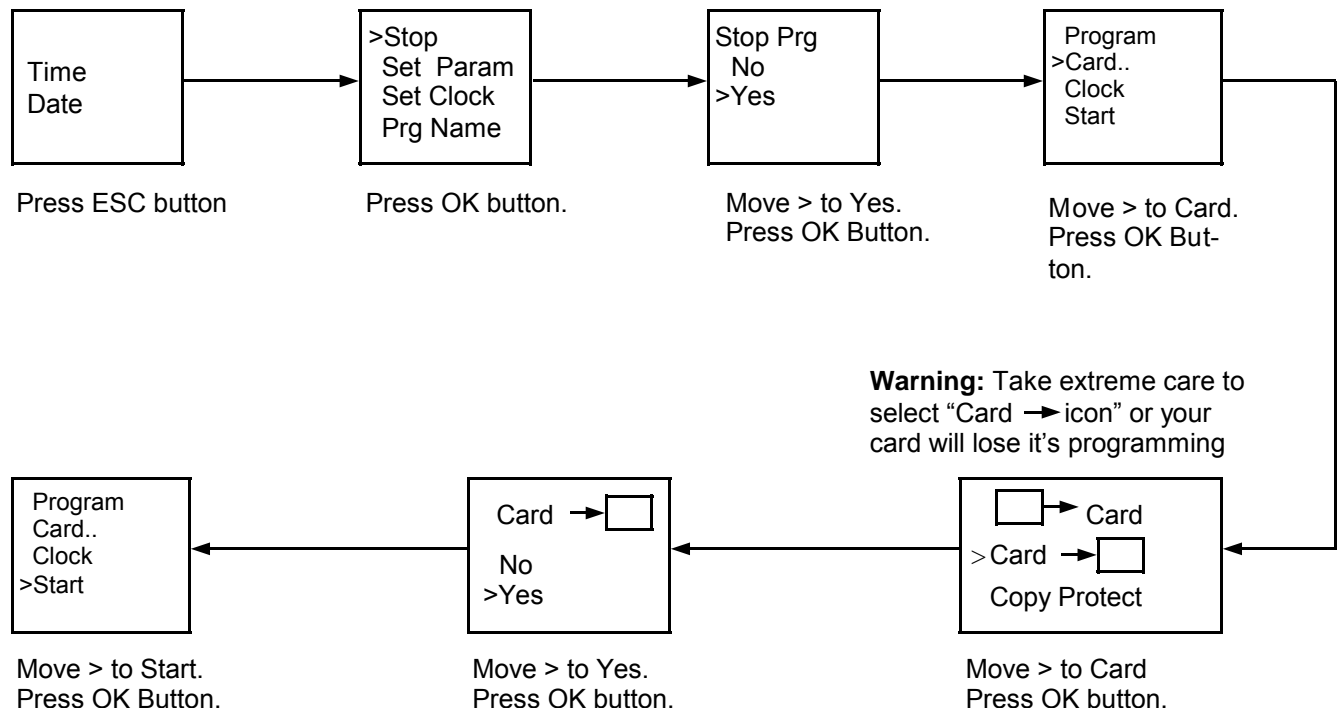 Time
Date
Press ESC button
>Stop
Set Param
Set Clock
Prg Name
Press OK button.
Stop Prg
No
>Yes
Move > to Yes.
Press OK Button.
Program
>Card..
Clock
Start
Move > to Card.
Press OK But-
ton.
Warning: Take extreme care to
select “Card → icon” or your
card will lose it's programming
→ Card
>Card →
Copy Protect
Move > to Card
Press OK button.
Card →
No
>Yes
Move > to Yes.
Press OK button.
Program
Card..
Clock
>Start
Move > to Start.
Press OK Button.